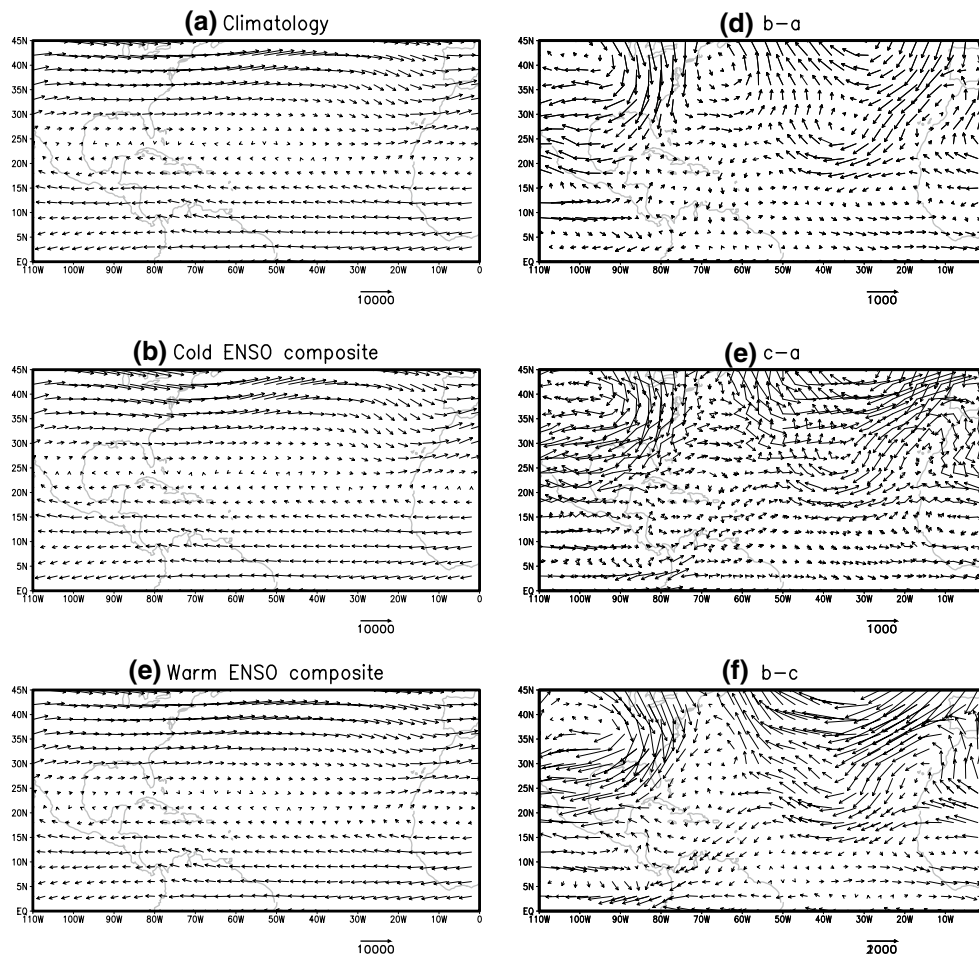 (a) Climatology
45N
40N
35N
30N
25N
20N
15N
10N
5N
EQ
110W 100W 90W 80W 70W 60W 50W 40W 30W 20W 10W 0
10000
(d) b-a
45N
40N
35N
30N
25N
20N
15N
10N
5N
EQ
110W 100W 90W 80W 70W 60W 50W 40W 30W 20W 10W
1000
(b) Cold ENSO composite
45N
40N
35N
30N
25N
20N
15N
10N
5N
EQ
110W 100W 90W 80W 70W 60W 50W 40W 30W 20W 10W 0
10000
(e) c-a
45N
40N
35N
30N
25N
20N
15N
10N
5N
EQ
110W 100W 90W 80W 70W 60W 50W 40W 30W 20W 10W
1000
(e) Warm ENSO composite
45N
40N
35N
30N
25N
20N
15N
10N
5N
EQ
110W 100W 90W 80W 70W 60W 50W 40W 30W 20W 10W 0
10000
(f) b-c
45N
40N
35N
30N
25N
20N
15N
10N
5N
EQ
110W 100W 90W 80W 70W 60W 50W 40W 30W 20W 10W